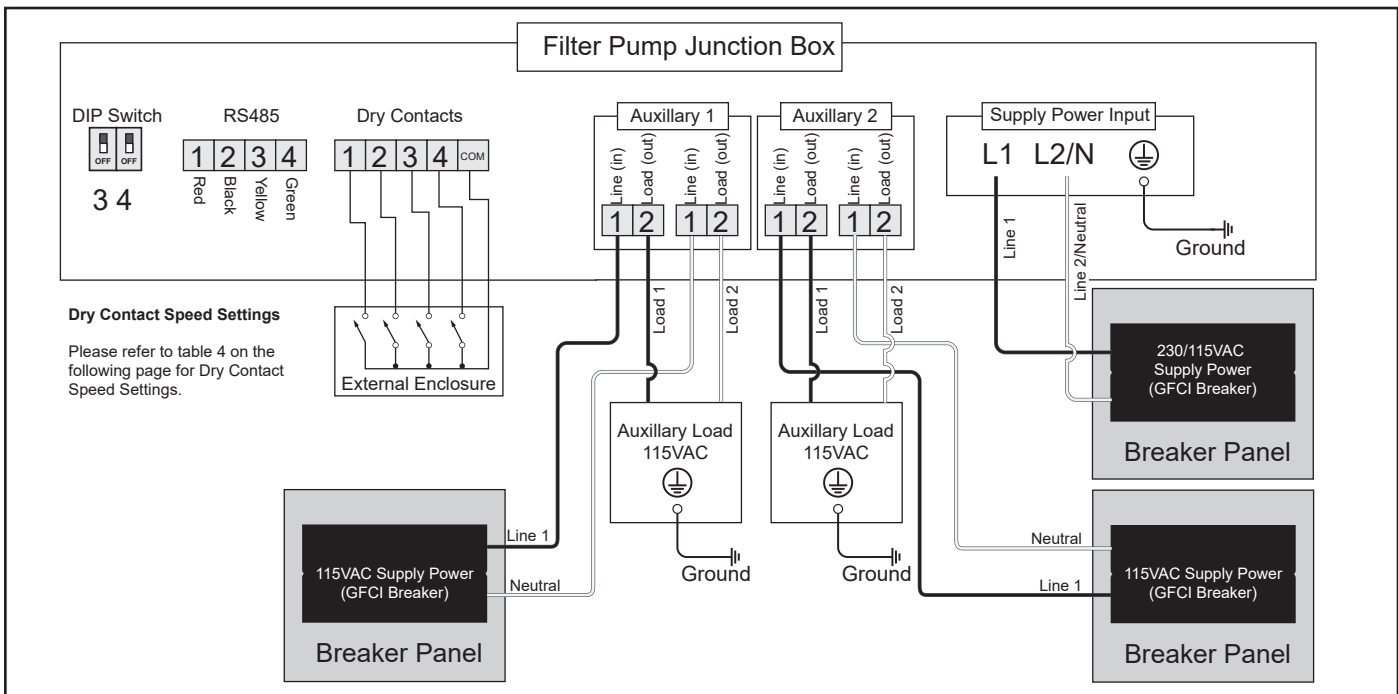 Filter Pump Junction Box
DIP Switch
OFF OFF
3 4
RS485
1 2 3 4
Red
Black
Yellow
Green
Dry Contacts
1 2 3 4 COM
External Enclosure
Auxillary 1
Line (in)
Load (out)
Line (in)
Load (out)
1 2 1 2
Auxillary 2
Line (in)
Load (out)
Line (in)
Load (out)
1 2 1 2
Supply Power Input
L1 L2/N
Ground
Line 1
Line 2/Neutral
Load 1
Load 2
Load 1
Load 2
Dry Contact Speed Settings
Please refer to table 4 on the
following page for Dry Contact
Speed Settings.
230/115VAC
Supply Power
(GFCI Breaker)
Breaker Panel
Auxillary Load
115VAC
Ground
Auxillary Load
115VAC
Ground
Line 1
Neutral
115VAC Supply Power
(GFCI Breaker)
Breaker Panel
Neutral
Line 1
115VAC Supply Power
(GFCI Breaker)
Breaker Panel